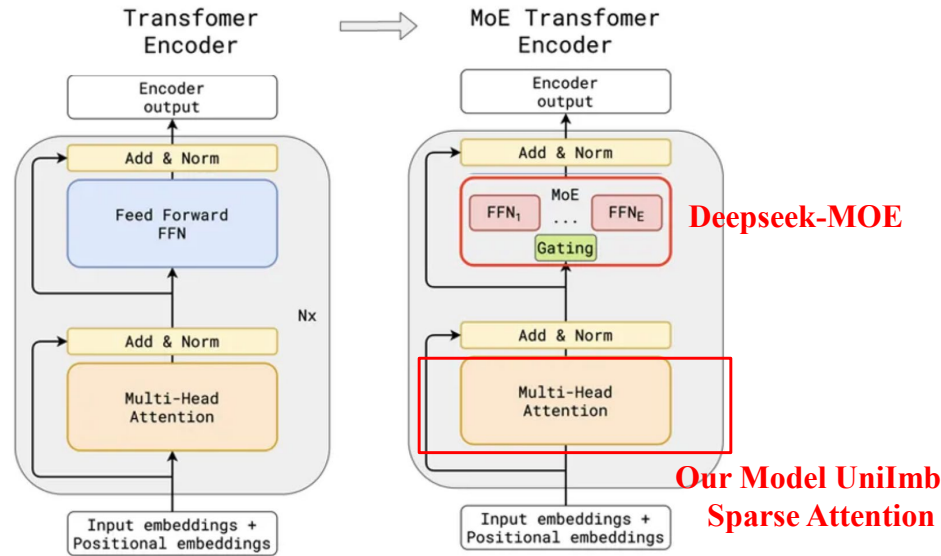 Transfomer
Encoder
Encoder
output
Add & Norm
Feed Forward
FFN
Nx
Add & Norm
Multi-Head
Attention
Input embeddings +
Positional embeddings
MoE Transfomer
Encoder
Encoder
output
Add & Norm
MoE
FFN₁ ... FFN_E
Gating
Deepseek-MOE
Add & Norm
Multi-Head
Attention
Our Model UniImb
Sparse Attention
Input embeddings +
Positional embeddings